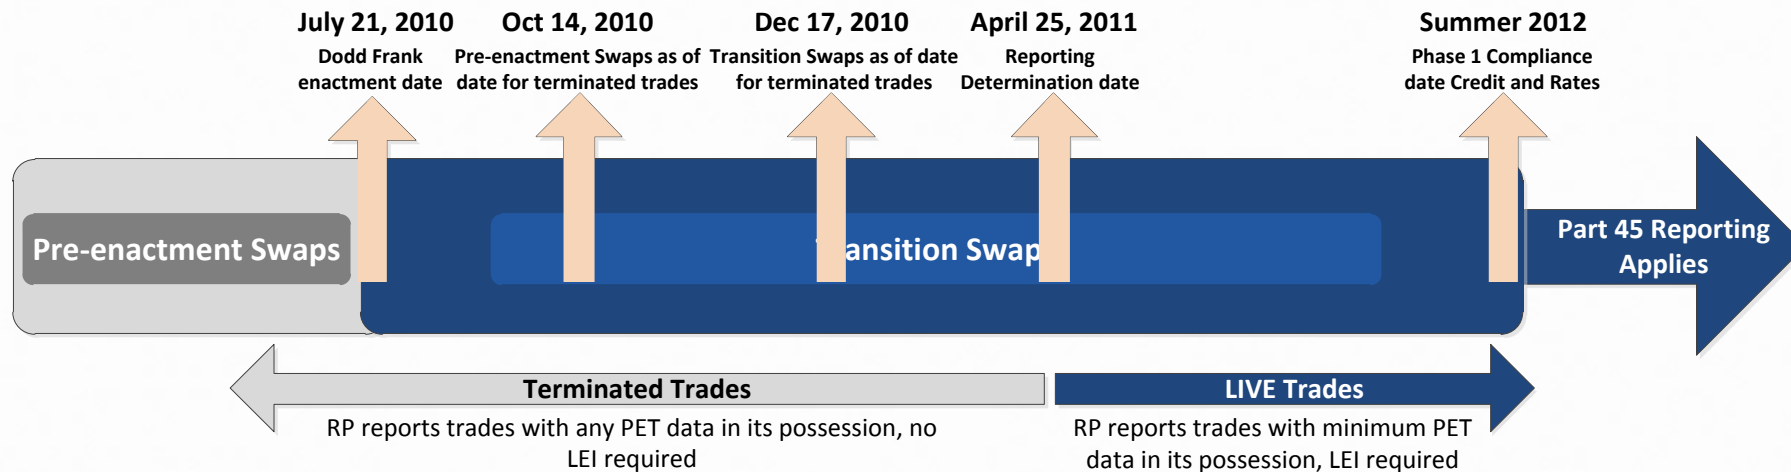 July 21, 2010
Dodd Frank
enactment date
Oct 14, 2010
Pre-enactment Swaps as of
date for terminated trades
Dec 17, 2010
Transition Swaps as of date
for terminated trades
April 25, 2011
Reporting
Determination date
Summer 2012
Phase 1 Compliance
date Credit and Rates
Pre-enactment Swaps
ansition Swap
Part 45 Reporting
Applies
Terminated Trades
RP reports trades with any PET data in its possession, no
LEI required
LIVE Trades
RP reports trades with minimum PET
data in its possession, LEI required